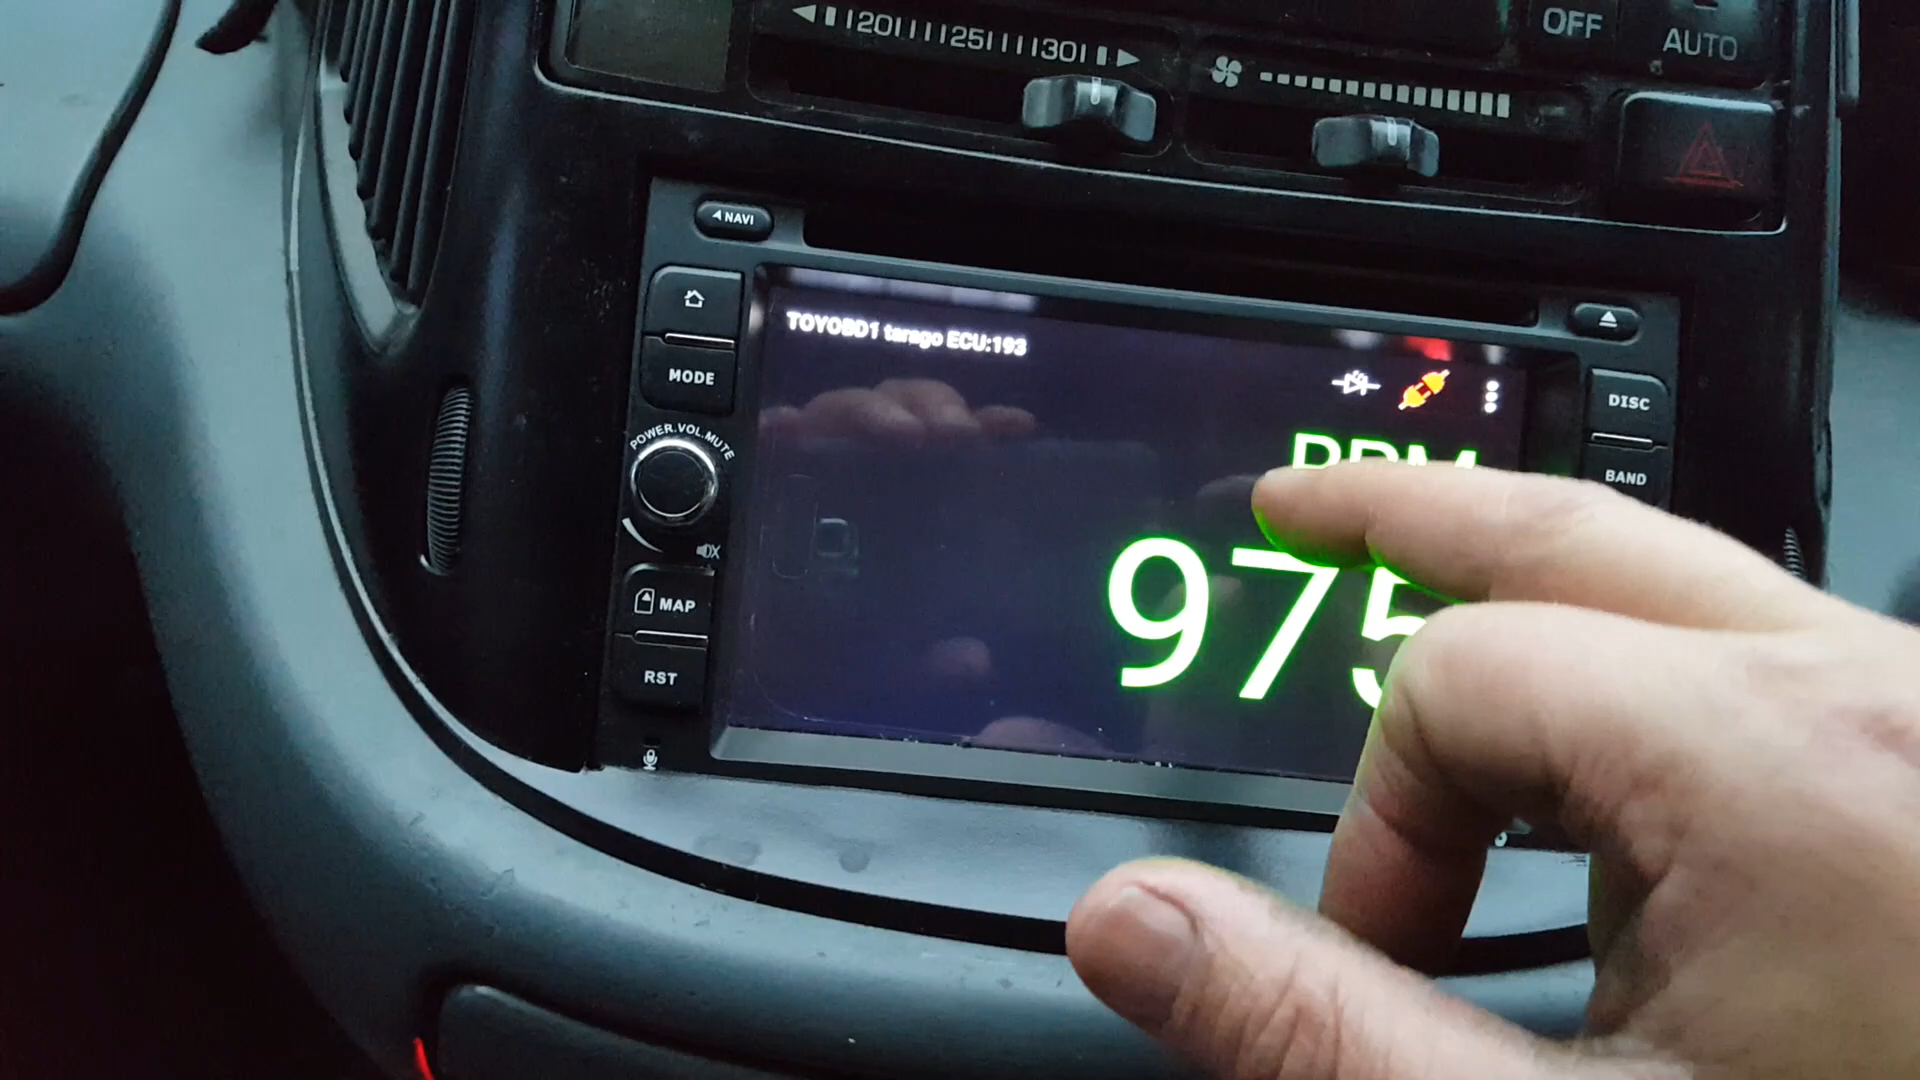 20 25 30
OFF
AUTO
NAVI
TOYOBD1 tarago ECU:193
MODE
DISC
POWER.VOL.MUTE
RPM
BAND
975
MAP
RST